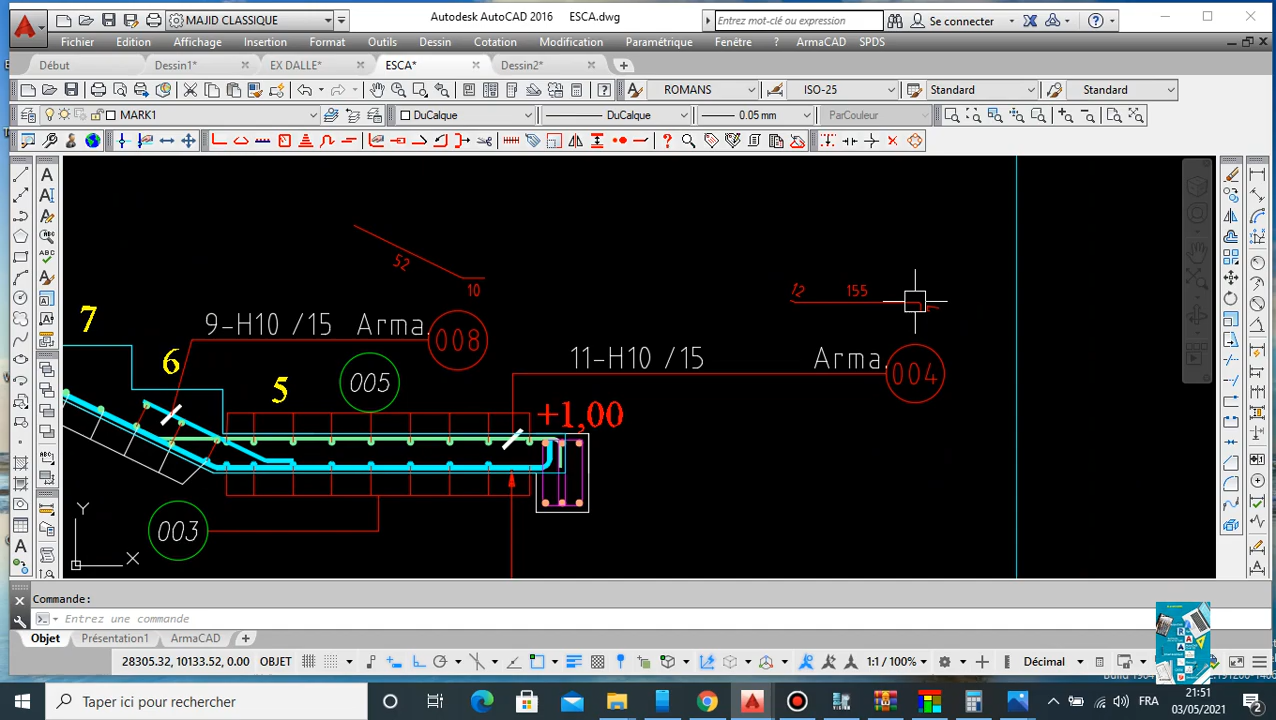 MAJID CLASSIQUE
Autodesk AutoCAD 2016 ESCA.dwg
Entrez mot-clé ou expression
Se connecter
Fichier Edition Affichage Insertion Format Outils Dessin Cotation Modification Paramétrique Fenêtre ? ArmaCAD SPDS
Début Dessin1* EX DALLE* ESCA* Dessin2*
ROMANS ISO-25 Standard Standard
MARK1 DuCalque DuCalque 0.05 mm ParCouleur
52
10
12 155
7 9-H10 /15 Arma. 008
6 5 005
11-H10 /15 Arma. 004
+1,00
003
Y
X
Commande:
Entrez une commande
Objet Présentation1 ArmaCAD
28305.32, 10133.52, 0.00 OBJET 1:1 / 100% Décimal
Taper ici pour rechercher
FRA
21:51
03/05/2021
2